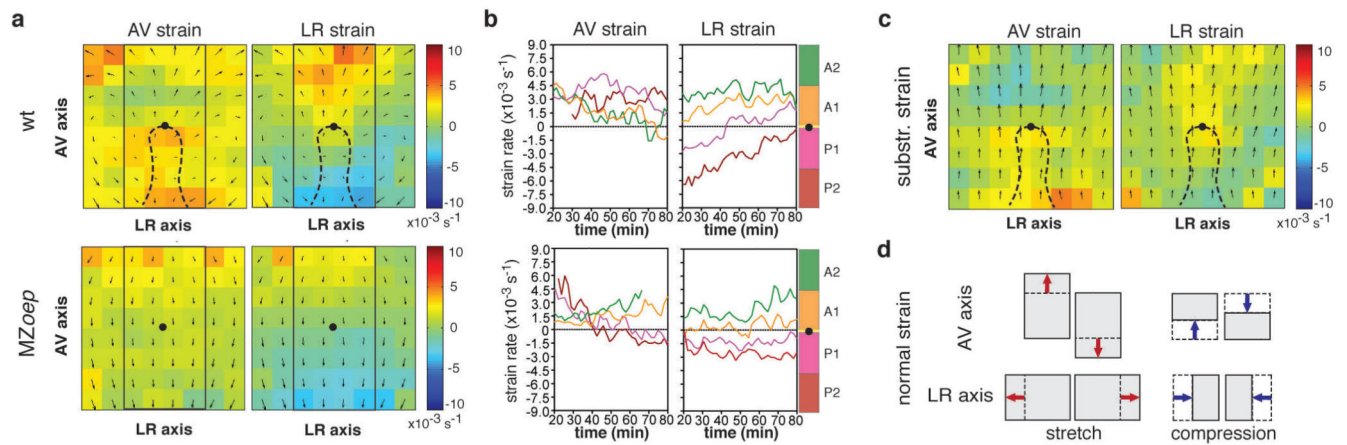 a
AV strain
LR strain
wt
AV axis
10
5
0
-5
-10
LR axis
LR axis
x10⁻³ s⁻¹
MZoep
AV axis
10
5
0
-5
-10
LR axis
LR axis
x10⁻³ s⁻¹
b
AV strain
LR strain
strain rate (x10⁻³ s⁻¹)
9.0
7.5
6.0
4.5
3.0
1.5
0
-1.5
-3.0
-4.5
-6.0
-7.5
-9.0
20 30 40 50 60 70 80
20 30 40 50 60 70 80
time (min)
time (min)
A2
A1
P1
P2
strain rate (x10⁻³ s⁻¹)
9.0
7.5
6.0
4.5
3.0
1.5
0
-1.5
-3.0
-4.5
-6.0
-7.5
-9.0
20 30 40 50 60 70 80
20 30 40 50 60 70 80
time (min)
time (min)
A2
A1
P1
P2
c
AV strain
LR strain
substr. strain
AV axis
10
5
0
-5
-10
LR axis
LR axis
x10⁻³ s⁻¹
d
normal strain
AV axis
LR axis
stretch
compression